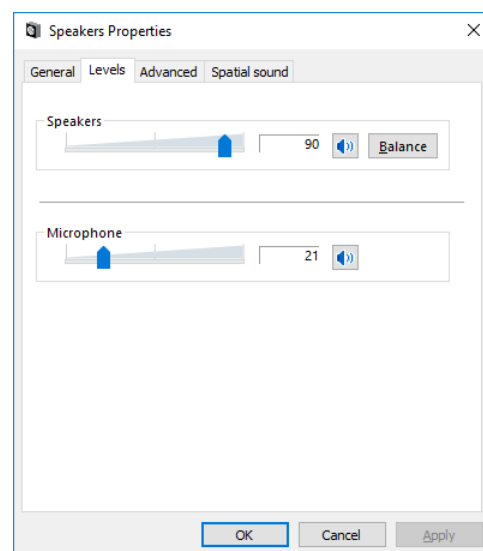 Speakers Properties
General Levels Advanced Spatial sound
Speakers
90 Balance
Microphone
21
OK Cancel Apply